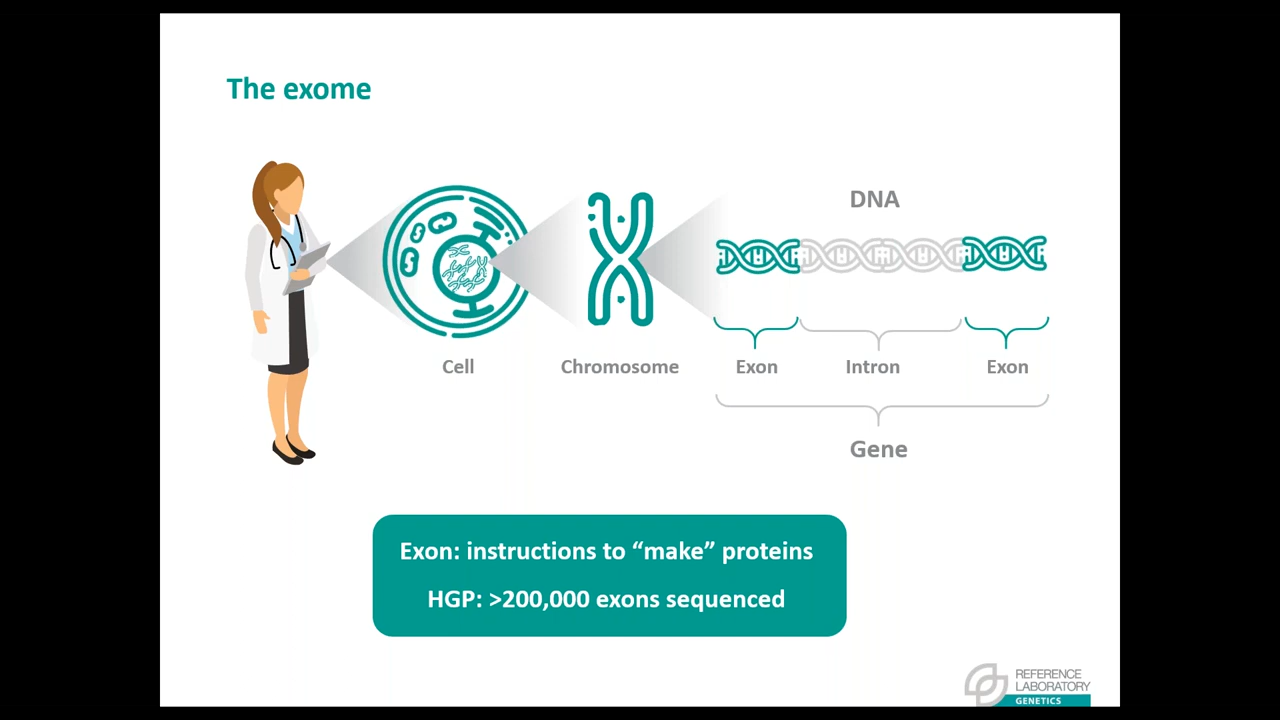 The exome
DNA
Cell
Chromosome
Exon
Intron
Exon
Gene
Exon: instructions to “make” proteins
HGP: >200,000 exons sequenced
REFERENCE
LABORATORY
GENETICS